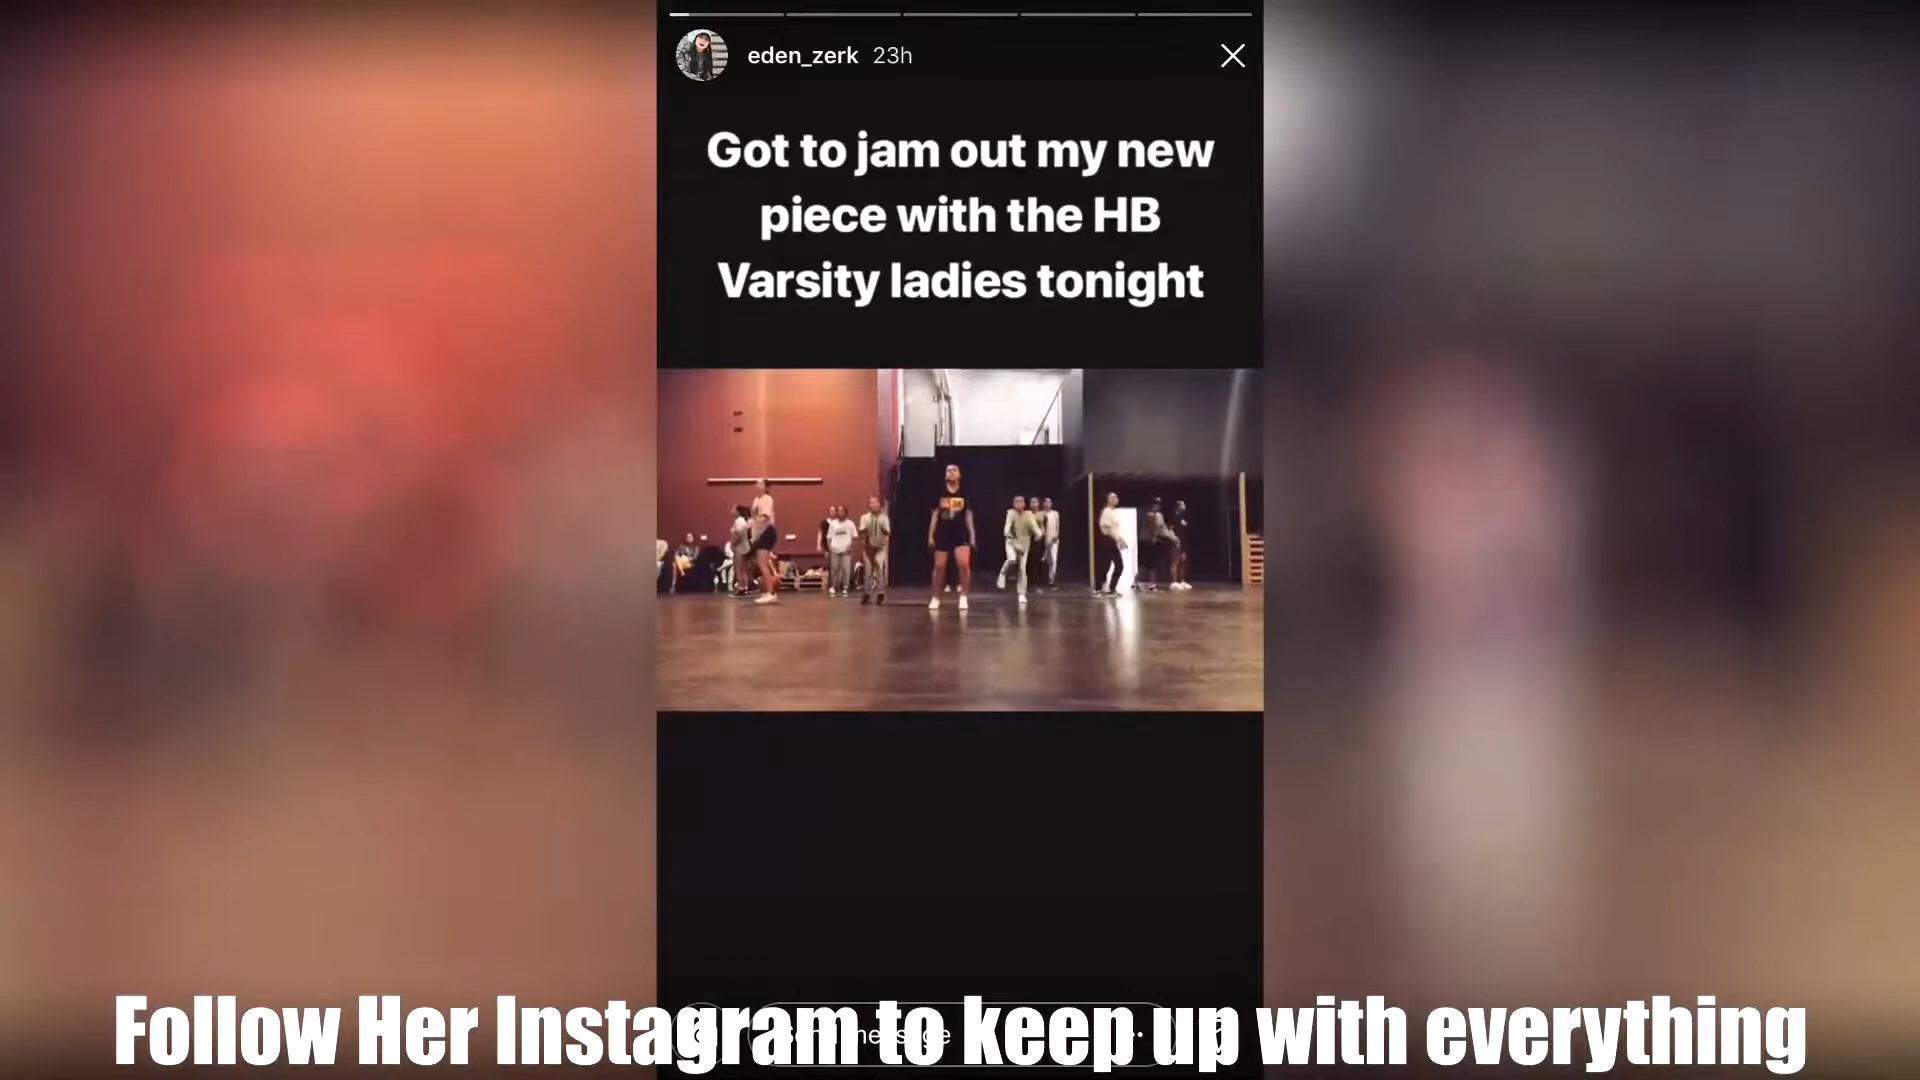 eden_zerk 23h
Got to jam out my new
piece with the HB
Varsity ladies tonight
Follow Her Instagram to keep up with everything